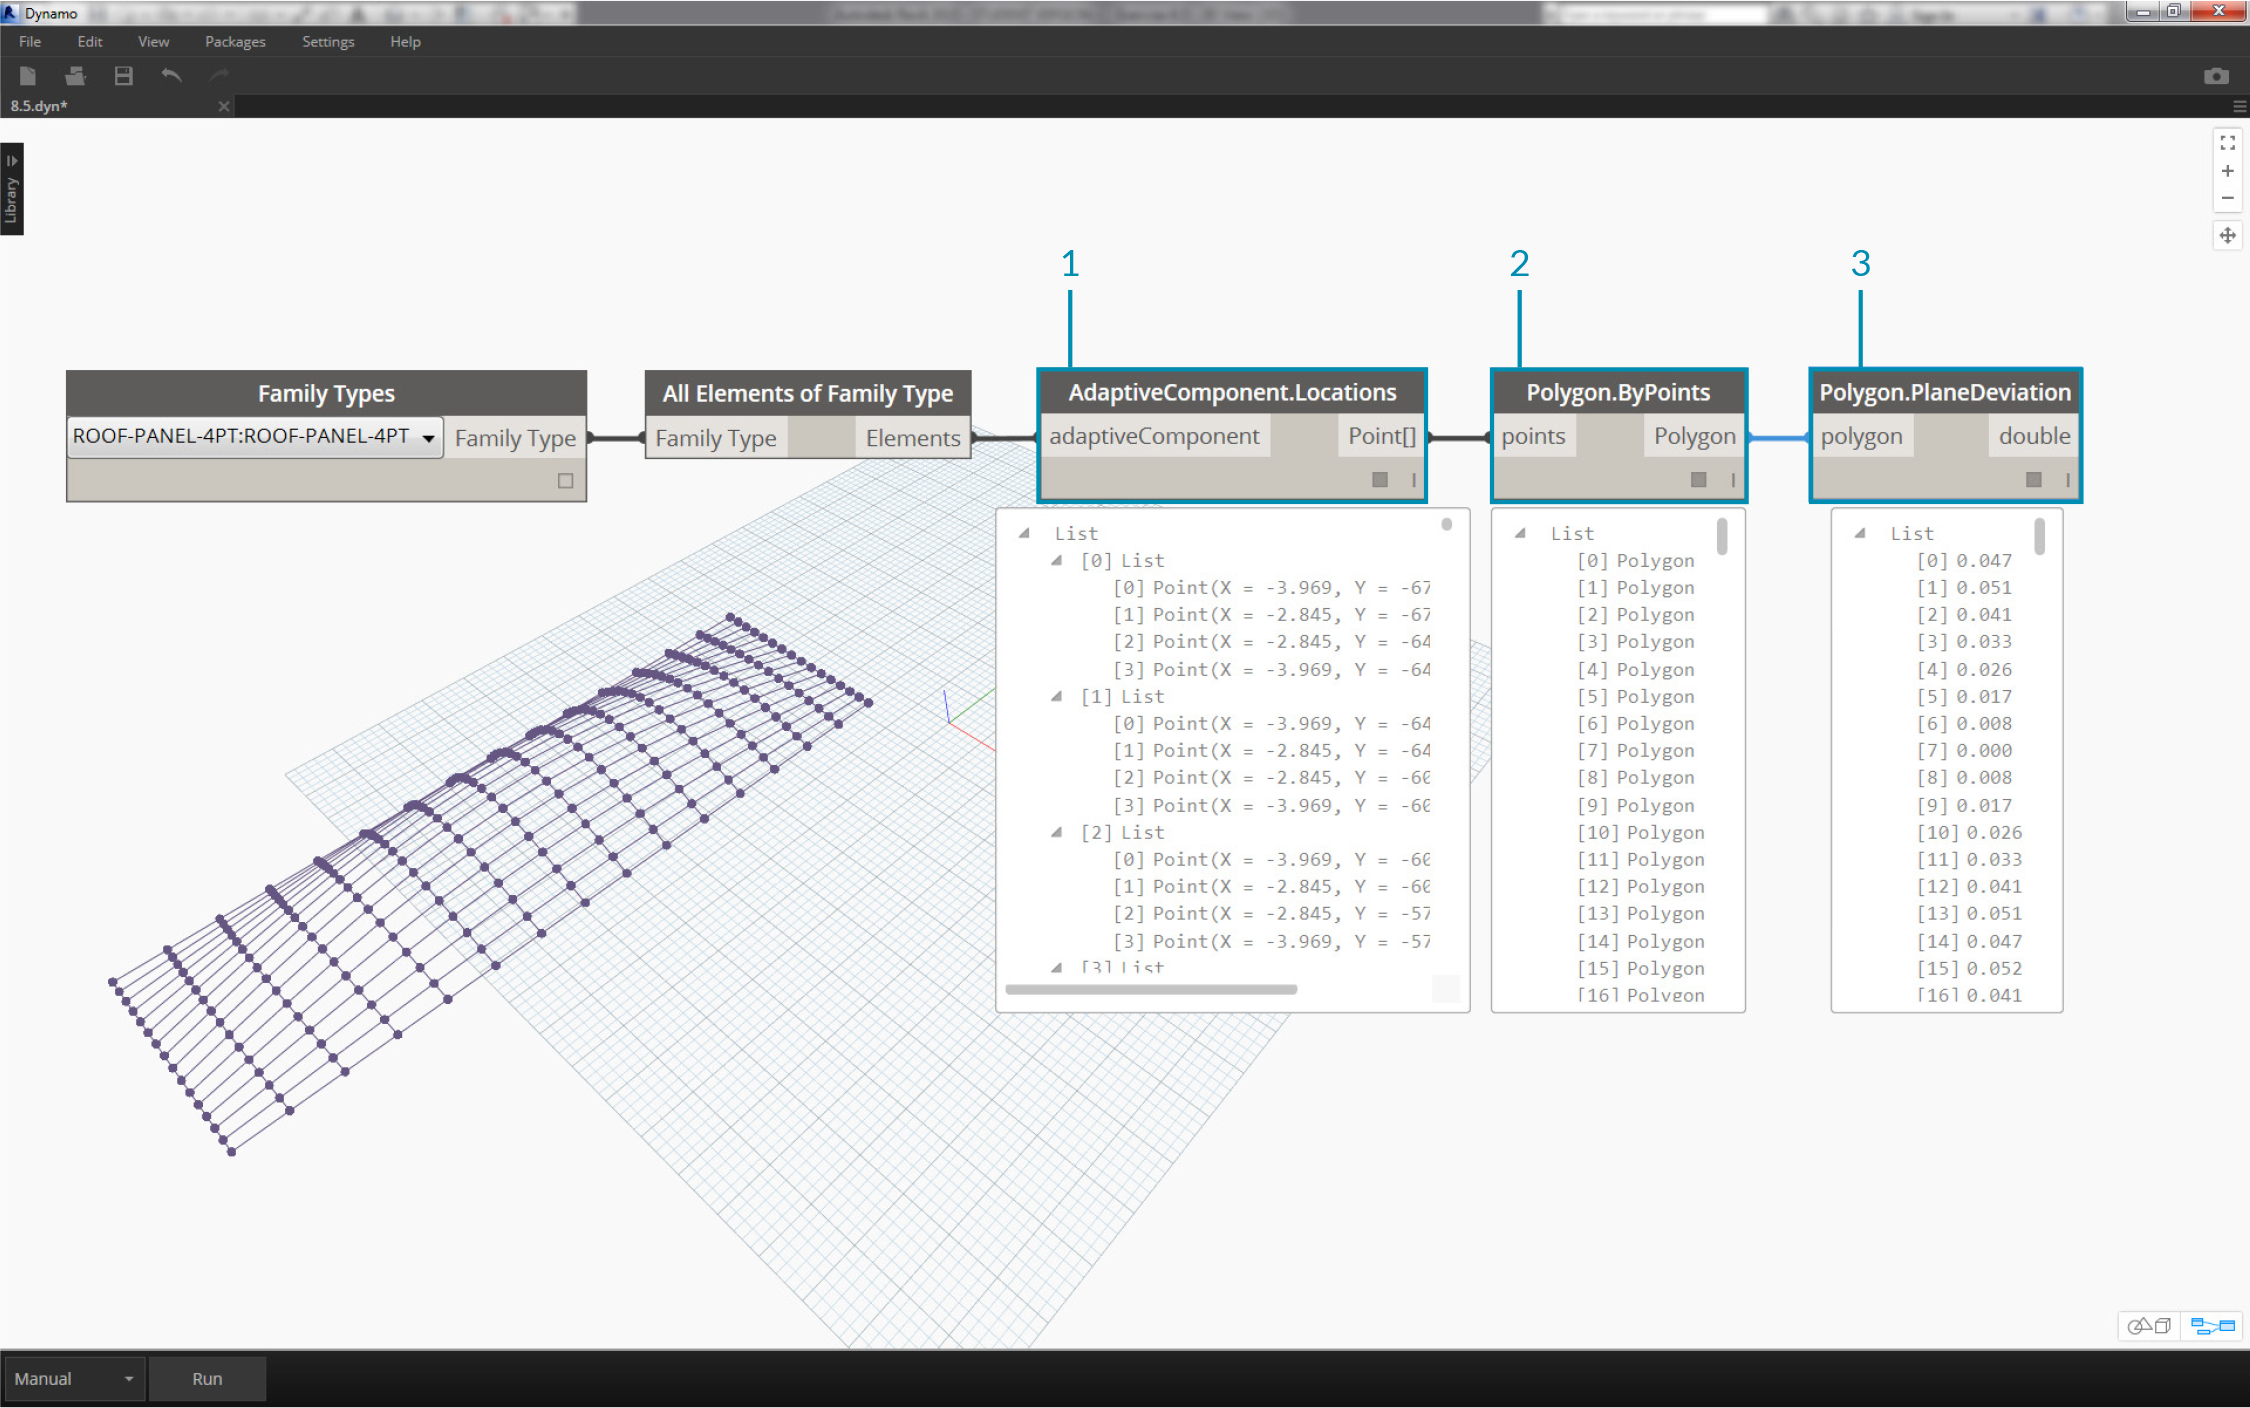 Dynamo
File Edit View Packages Settings Help
8.5.dyn*
Library
1 2 3
Family Types
ROOF-PANEL-4PT:ROOF-PANEL-4PT Family Type
All Elements of Family Type
Family Type Elements
AdaptiveComponent.Locations
adaptiveComponent Point[]
Polygon.ByPoints
points Polygon
Polygon.PlaneDeviation
polygon double
List
[0] List
[0] Point(X = -3.969, Y = -67
[1] Point(X = -2.845, Y = -67
[2] Point(X = -2.845, Y = -64
[3] Point(X = -3.969, Y = -64
[1] List
[0] Point(X = -3.969, Y = -64
[1] Point(X = -2.845, Y = -64
[2] Point(X = -2.845, Y = -60
[3] Point(X = -3.969, Y = -60
[2] List
[0] Point(X = -3.969, Y = -60
[1] Point(X = -2.845, Y = -60
[2] Point(X = -2.845, Y = -57
[3] Point(X = -3.969, Y = -57
[3] List
List
[0] Polygon
[1] Polygon
[2] Polygon
[3] Polygon
[4] Polygon
[5] Polygon
[6] Polygon
[7] Polygon
[8] Polygon
[9] Polygon
[10] Polygon
[11] Polygon
[12] Polygon
[13] Polygon
[14] Polygon
[15] Polygon
[16] Polygon
List
[0] 0.047
[1] 0.051
[2] 0.041
[3] 0.033
[4] 0.026
[5] 0.017
[6] 0.008
[7] 0.000
[8] 0.008
[9] 0.017
[10] 0.026
[11] 0.033
[12] 0.041
[13] 0.051
[14] 0.047
[15] 0.052
[16] 0.041
Manual Run